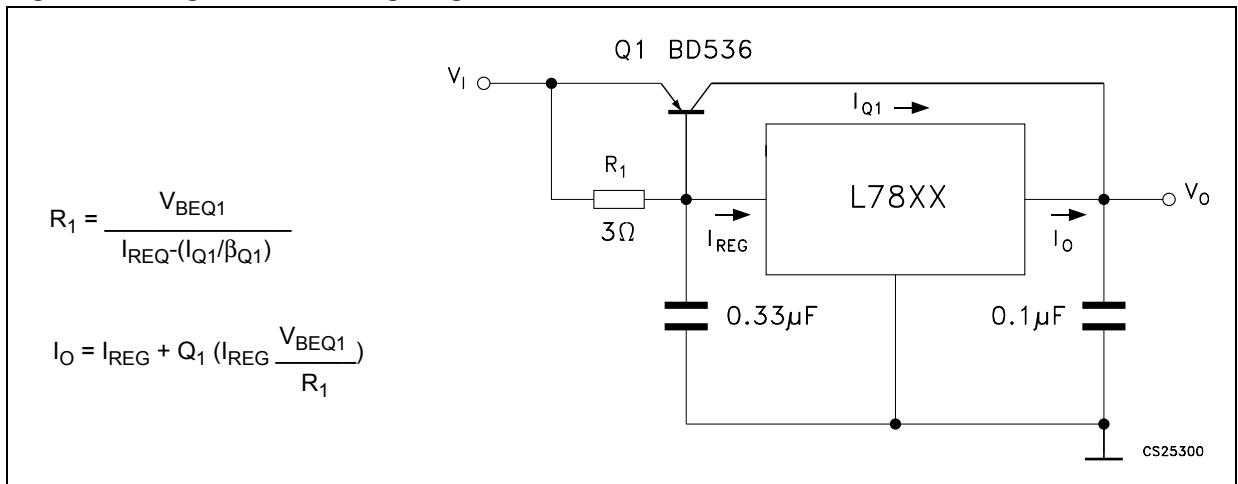 Q1 BD536
V_I
I_Q1
R_1
3Ω
I_REG
L78XX
I_O
V_O
0.33µF
0.1µF
R_1 = V_BEQ1 / I_REQ-(I_Q1/β_Q1)
I_O = I_REG + Q_1 (I_REG V_BEQ1 / R_1)
CS25300